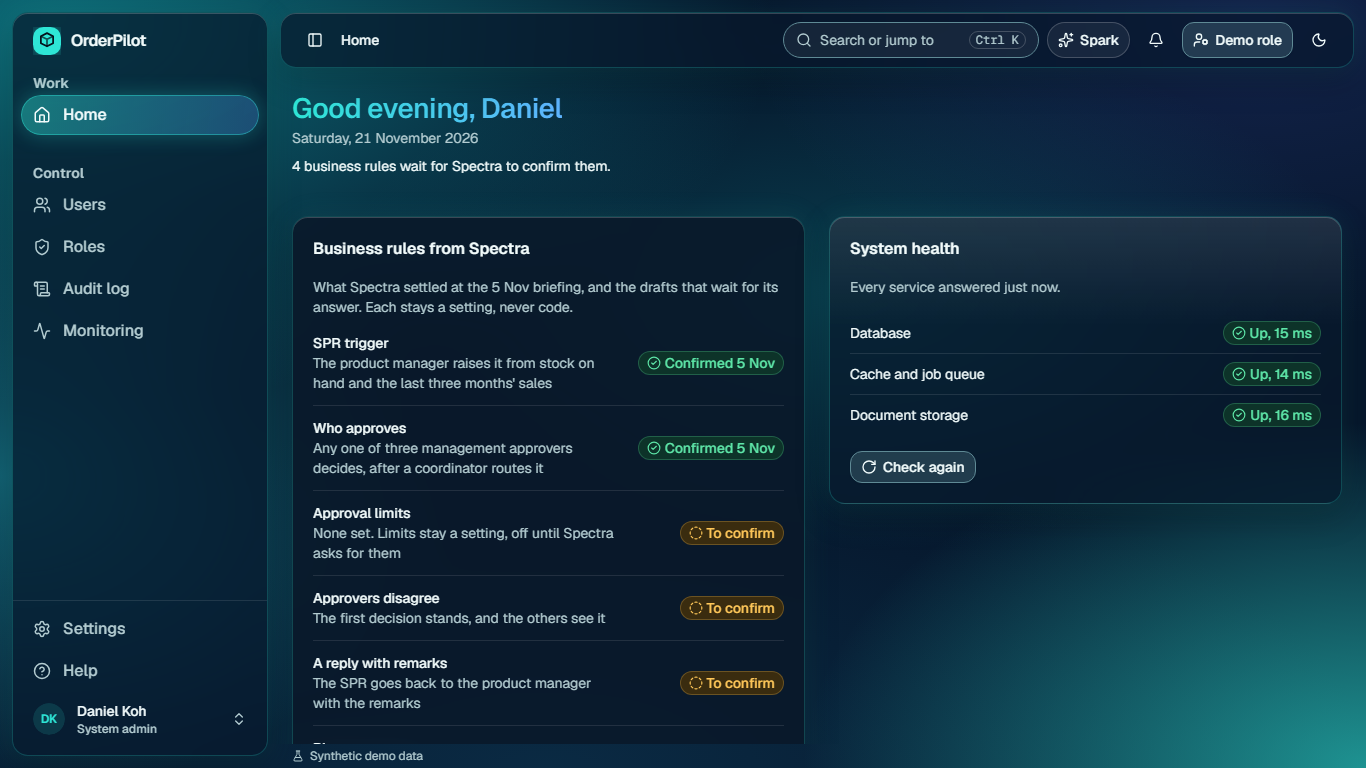 OrderPilot
Work
Home
Control
Users
Roles
Audit log
Monitoring
Settings
Help
DK
Daniel Koh
System admin
Home
Search or jump to
Ctrl K
Spark
Demo role
Good evening, Daniel
Saturday, 21 November 2026
4 business rules wait for Spectra to confirm them.
Business rules from Spectra
What Spectra settled at the 5 Nov briefing, and the drafts that wait for its
answer. Each stays a setting, never code.
SPR trigger
The product manager raises it from stock on
hand and the last three months' sales
Confirmed 5 Nov
Who approves
Any one of three management approvers
decides, after a coordinator routes it
Confirmed 5 Nov
Approval limits
None set. Limits stay a setting, off until Spectra
asks for them
To confirm
Approvers disagree
The first decision stands, and the others see it
To confirm
A reply with remarks
The SPR goes back to the product manager
with the remarks
To confirm
System health
Every service answered just now.
Database
Up, 15 ms
Cache and job queue
Up, 14 ms
Document storage
Up, 16 ms
Check again
Synthetic demo data